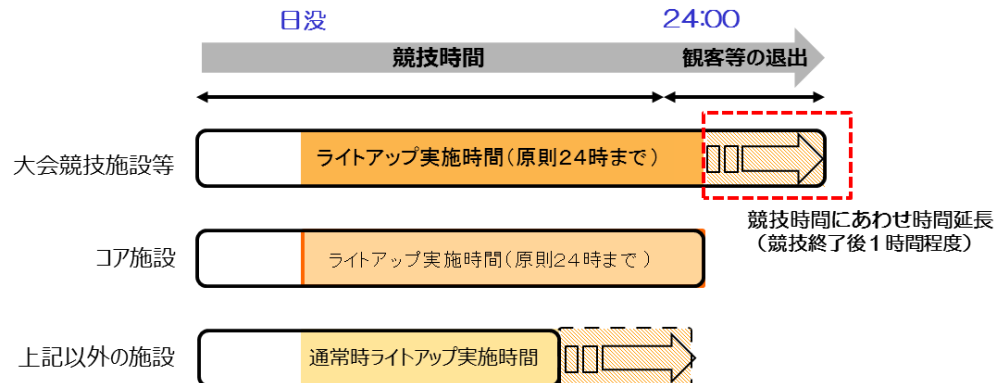 日没
24:00
競技時間
観客等の退出
大会競技施設等
ライトアップ実施時間(原則24時まで)
競技時間にあわせ時間延長
(競技終了後1時間程度)
コア施設
ライトアップ実施時間(原則24時まで)
上記以外の施設
通常時ライトアップ実施時間